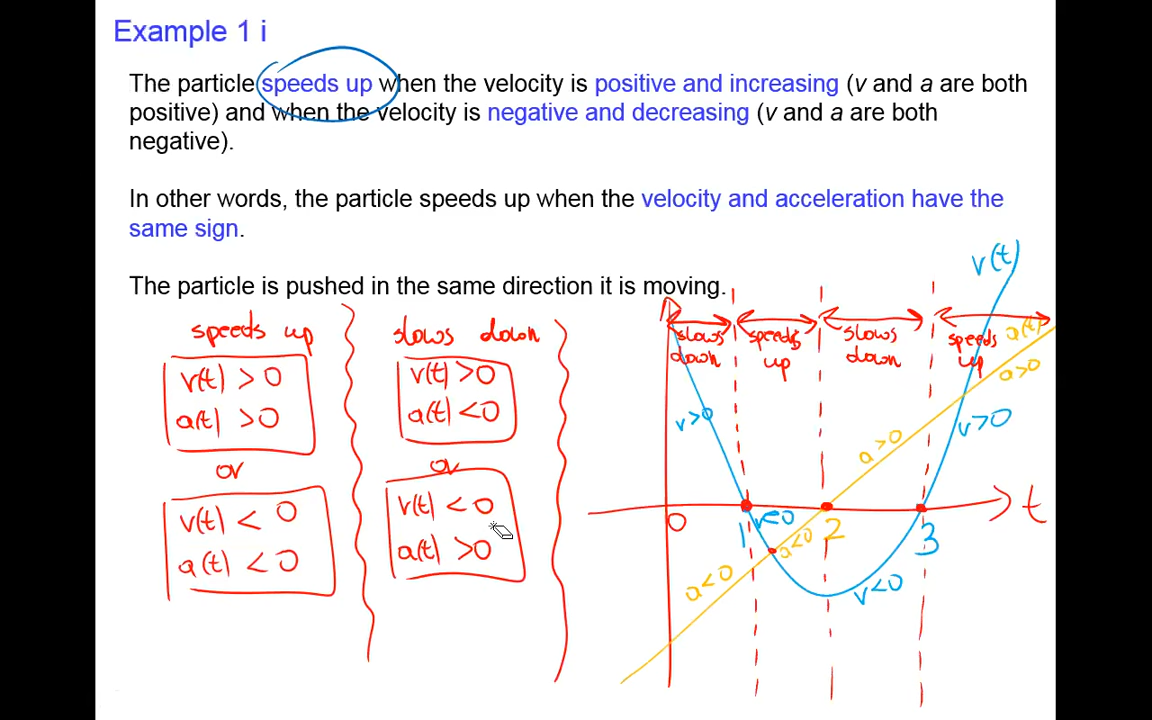 Example 1 i
The particle speeds up when the velocity is positive and increasing (v and a are both
positive) and when the velocity is negative and decreasing (v and a are both
negative).
In other words, the particle speeds up when the velocity and acceleration have the
same sign.
The particle is pushed in the same direction it is moving.
speeds up
v(t) > 0
a(t) > 0
or
v(t) < 0
a(t) < 0
slows down
v(t) > 0
a(t) < 0
or
v(t) < 0
a(t) > 0
v(t)
slows
down
speeds
up
slows
down
speeds
up
a(t)
a>0
v>0
a>0
v>0
0
1
v<0
2
3
t
a<0
a<0
v<0